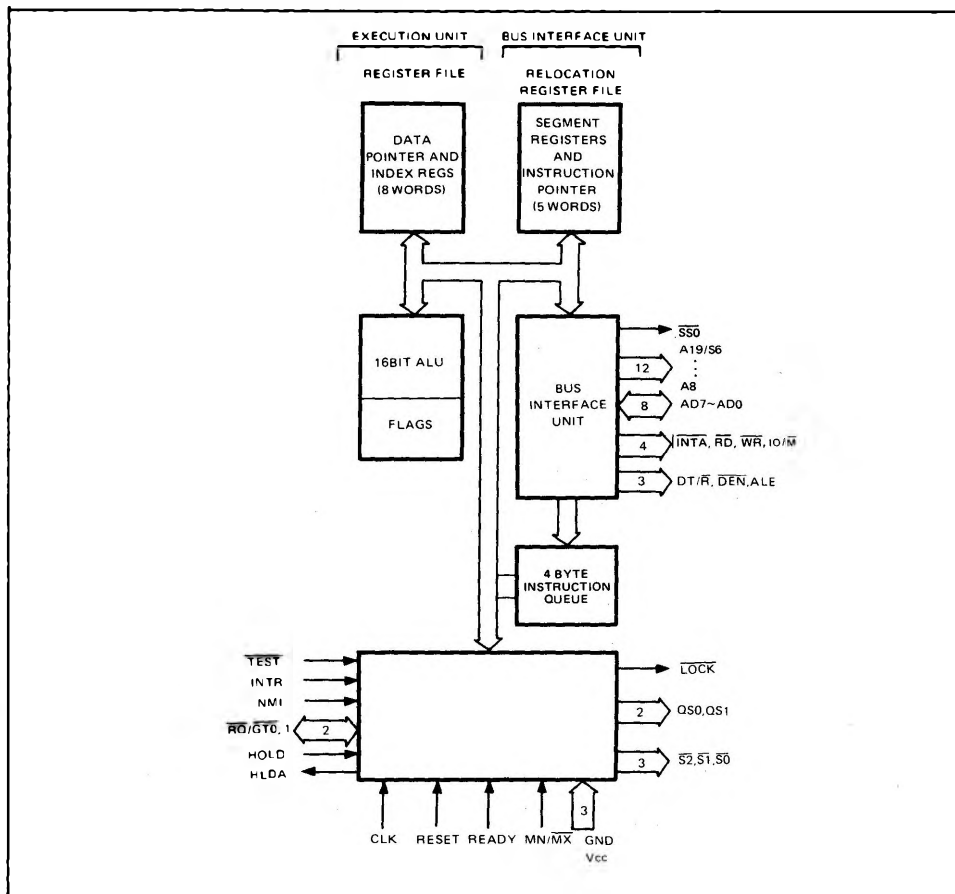 EXECUTION UNIT
BUS INTERFACE UNIT
REGISTER FILE
RELOCATION
REGISTER FILE
DATA
POINTER AND
INDEX REGS
(8 WORDS)
SEGMENT
REGISTERS
AND
INSTRUCTION
POINTER
(5 WORDS)
16BIT ALU
FLAGS
BUS
INTERFACE
UNIT
SS0
12
A19/S6
A8
8
AD7~AD0
4
INTA, RD, WR, IO/M
3
DT/R, DEN, ALE
4 BYTE
INSTRUCTION
QUEUE
TEST
INTR
NMI
RQ/GT0, 1
2
HOLD
HLDA
LOCK
2
QS0, QS1
3
S2, S1, S0
3
CLK
RESET
READY
MN/MX
GND
Vcc